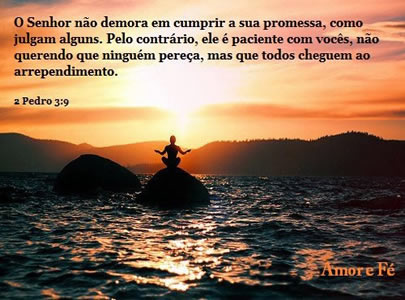 O Senhor não demora em cumprir a sua promessa, como
julgam alguns. Pelo contrário, ele é paciente com vocês, não
querendo que ninguém pereça, mas que todos cheguem ao
arrependimento.
2 Pedro 3:9
Amor e Fé